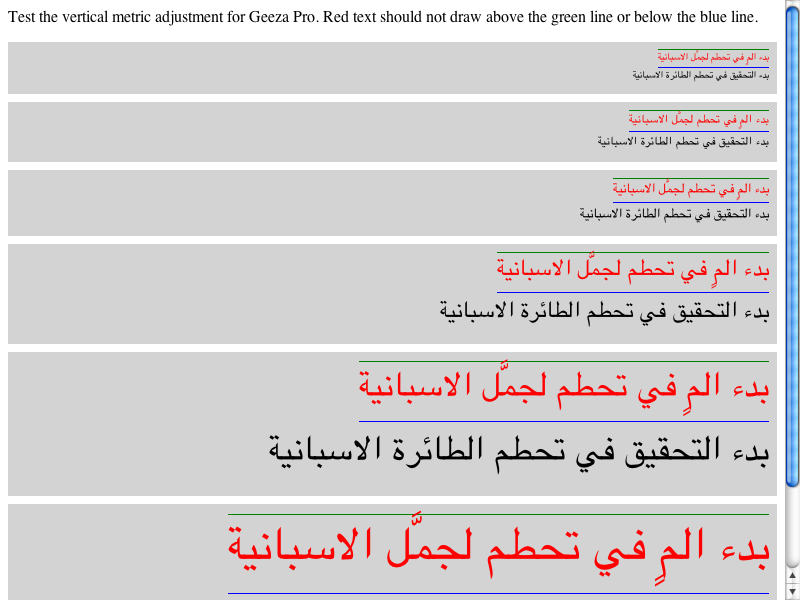 Test the vertical metric adjustment for Geeza Pro. Red text should not draw above the green line or below the blue line.
بدء المٍ في تحطم لجمَّل الاسبانية
بدء التحقيق في تحطم الطائرة الاسبانية
بدء المٍ في تحطم لجمَّل الاسبانية
بدء التحقيق في تحطم الطائرة الاسبانية
بدء المٍ في تحطم لجمَّل الاسبانية
بدء التحقيق في تحطم الطائرة الاسبانية
بدء المٍ في تحطم لجمَّل الاسبانية
بدء التحقيق في تحطم الطائرة الاسبانية
بدء المٍ في تحطم لجمَّل الاسبانية
بدء التحقيق في تحطم الطائرة الاسبانية
بدء المٍ في تحطم لجمَّل الاسبانية